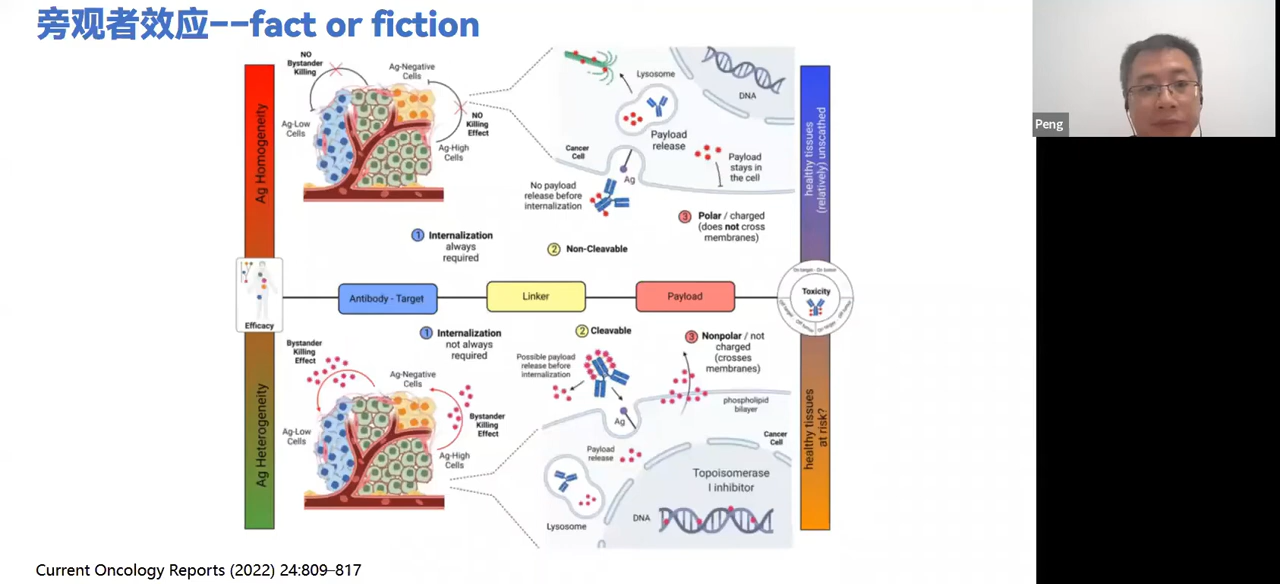 旁观者效应--fact or fiction
Peng
Ag Homogeneity
NO
Bystander
Killing
Ag-Negative
Cells
Ag-Low
Cells
NO
Killing
Effect
Ag-High
Cells
Lysosome
DNA
Payload
release
Cancer
Cell
Payload
stays in
the cell
Ag
No payload
release before
internalization
healthy tissues
(relatively) unscathed
1 Internalization
always
required
2 Non-Cleavable
3 Polar / charged
(does not cross
membranes)
Efficacy
Antibody - Target
Linker
Payload
On target - On tumor
Toxicity
Ag Heterogeneity
1 Internalization
not always
required
2 Cleavable
3 Nonpolar / not
charged
(crosses
membranes)
Bystander
Killing
Effect
Ag-Negative
Cells
Ag-Low
Cells
Bystander
Killing
Effect
Ag-High
Cells
Possible payload
release before
internalization
phospholipid
bilayer
Ag
Cancer
Cell
Payload
release
Topoisomerase
I inhibitor
DNA
Lysosome
healthy tissues
at risk?
Current Oncology Reports (2022) 24:809–817